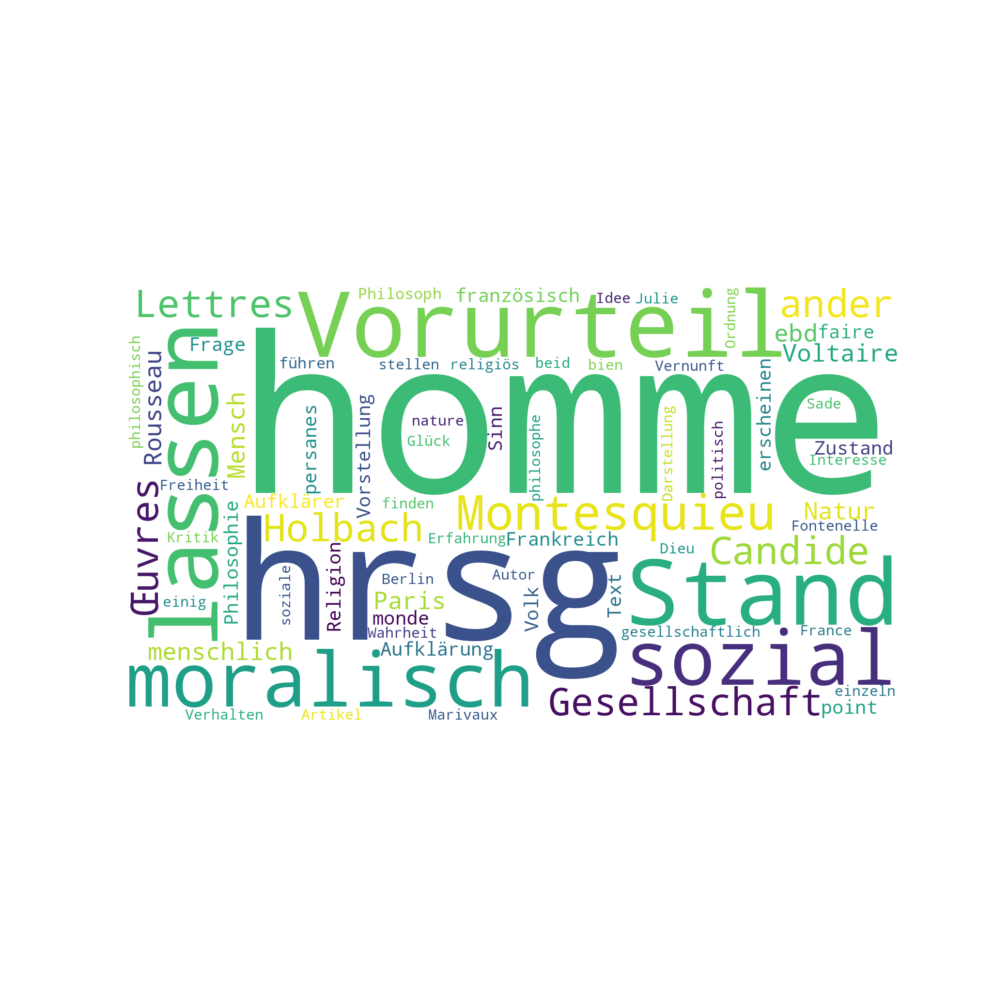 Lettres
Philosoph
französisch
Idee
Julie
Ordnung
ander
Vorurteil
ebd
faire
Voltaire
philosophisch
Rousseau
lassen
Frage
führen
stellen
religiös
beid
bien
Vernunft
erscheinen
homme
Mensch
persanes
Vorstellung
nature
Glück
Sinn
philosophe
Darstellung
politisch
Sade
Zustand
Interesse
Freiheit
Œuvres
Aufklärer
finden
Montesquieu
Natur
Fontenelle
Kritik
Philosophie
Holbach
Erfahrung
Frankreich
Dieu
Candide
hrsg
einig
soziale
Religion
Berlin
Paris
monde
Wahrheit
Autor
Volk
Text
Stand
gesellschaftlich
France
menschlich
Aufklärung
sozial
moralisch
Gesellschaft
einzeln
point
Verhalten
Artikel
Marivaux